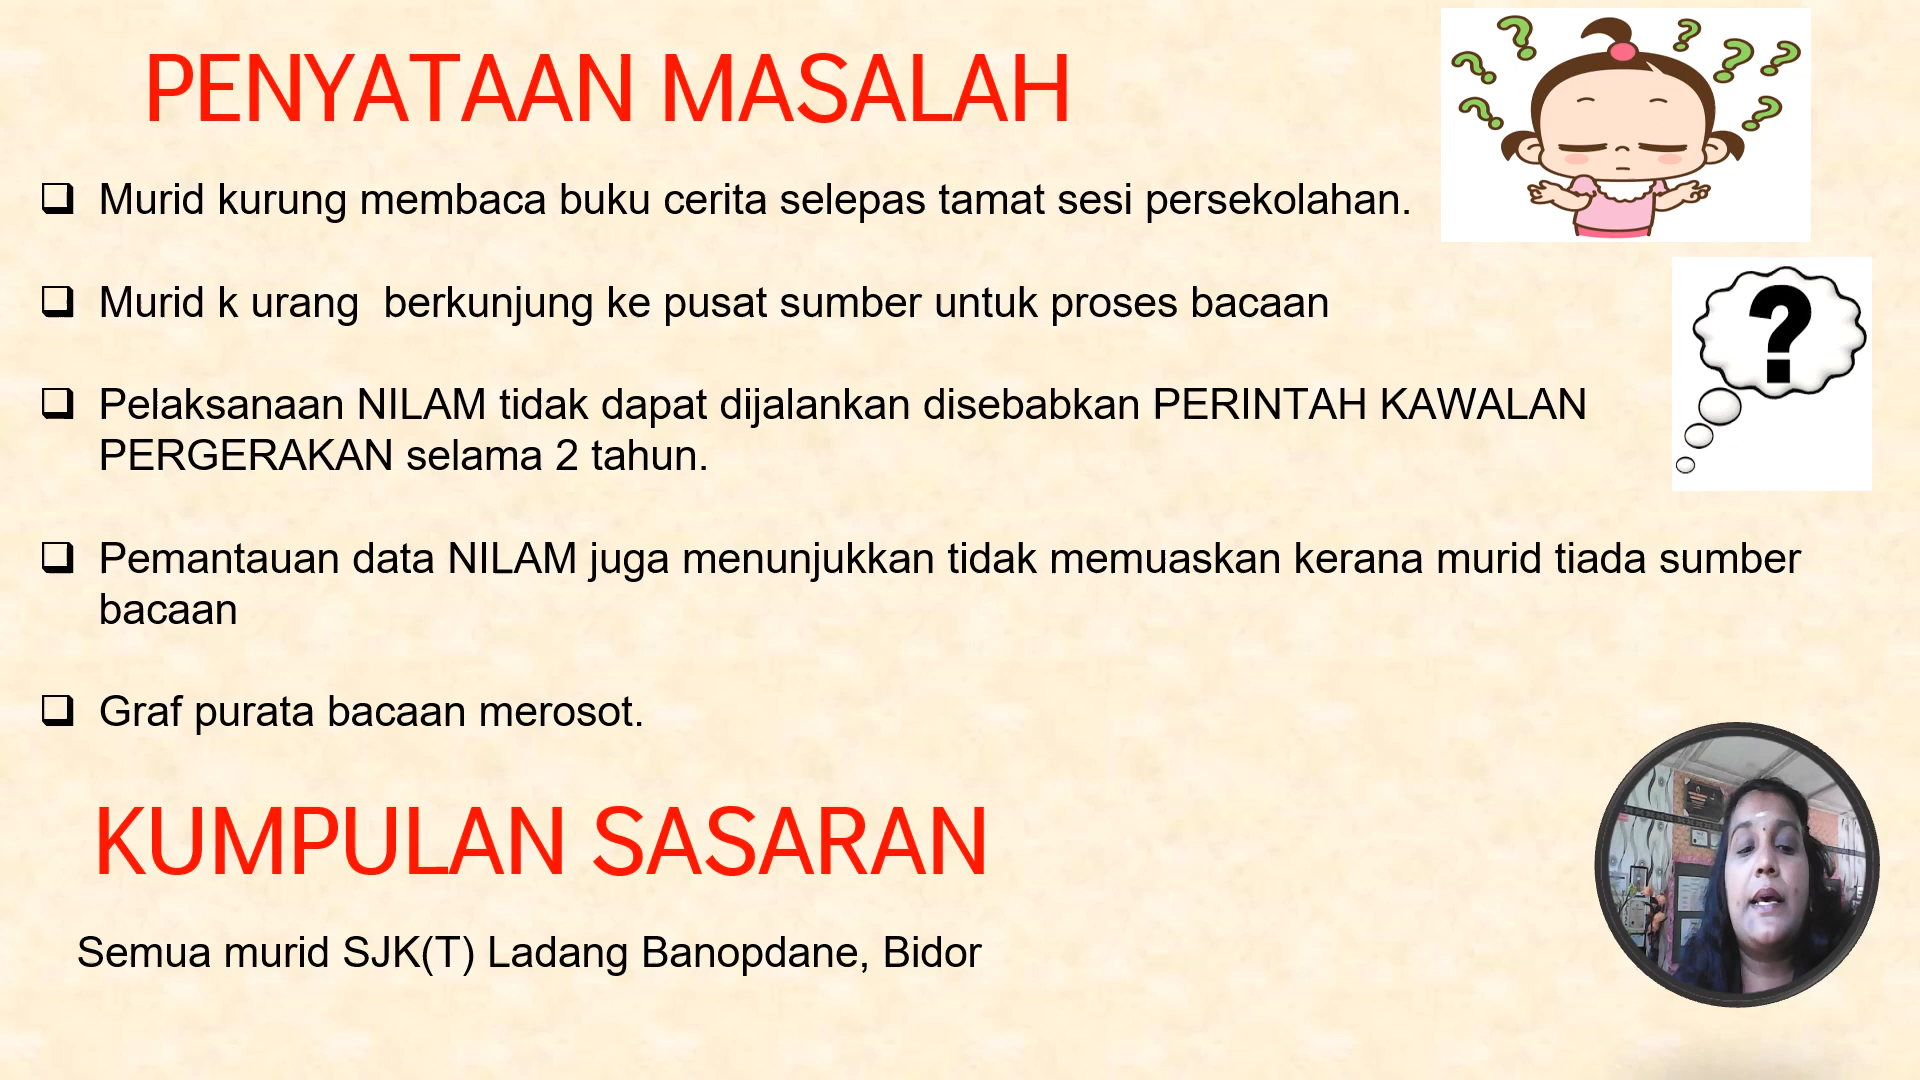 PENYATAAN MASALAH
Murid kurung membaca buku cerita selepas tamat sesi persekolahan.
Murid k urang  berkunjung ke pusat sumber untuk proses bacaan
Pelaksanaan NILAM tidak dapat dijalankan disebabkan PERINTAH KAWALAN
PERGERAKAN selama 2 tahun.
Pemantauan data NILAM juga menunjukkan tidak memuaskan kerana murid tiada sumber
bacaan
Graf purata bacaan merosot.
KUMPULAN SASARAN
Semua murid SJK(T) Ladang Banopdane, Bidor